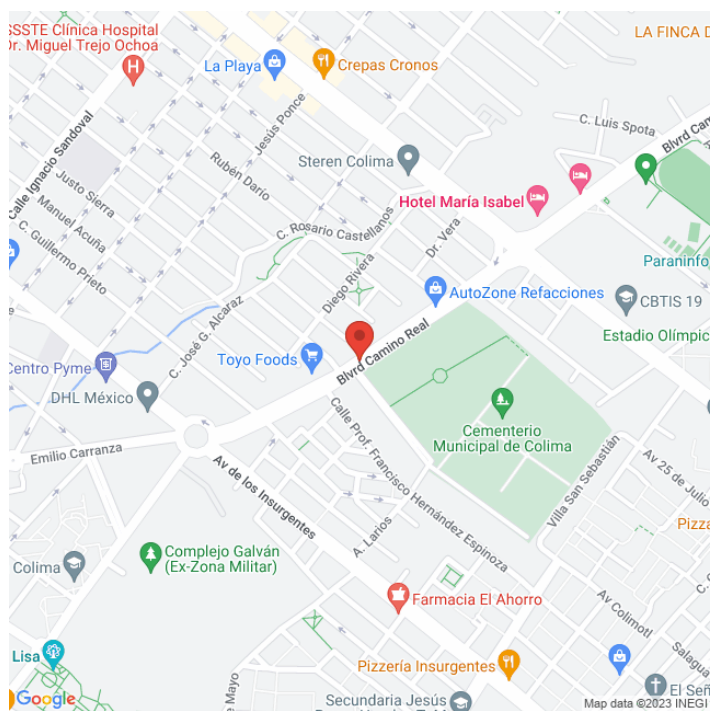 SSSTE Clínica Hospital
Dr. Miguel Trejo Ochoa
La Playa
Crepas Cronos
LA FINCA D
C. Luis Spota
Blvrd Cam
Calle Ignacio Sandoval
Jesús Ponce
Steren Colima
Rubén Darío
Justo Sierra
Manuel Acuña
C. Guillermo Prieto
Hotel María Isabel
C. Rosario Castellanos
Dr. Vera
Diego Rivera
Paraninfo,
AutoZone Refacciones
CBTIS 19
C. José G. Alcaraz
Estadio Olímpic
Blvrd Camino Real
Toyo Foods
Centro Pyme
DHL México
Cementerio
Municipal de Colima
Emilio Carranza
Calle Prof. Francisco Hernández Espinoza
Av de los Insurgentes
Villa San Sebastián
Av 25 de Julio
Pizza
Complejo Galván
(Ex-Zona Militar)
A. Larios
Colima
Farmacia El Ahorro
Av Colimotl
C.
Salagua
Lisa
Pizzería Insurgentes
de Mayo
El Señ
Secundaria Jesús
Google
Map data ©2023 INEGI